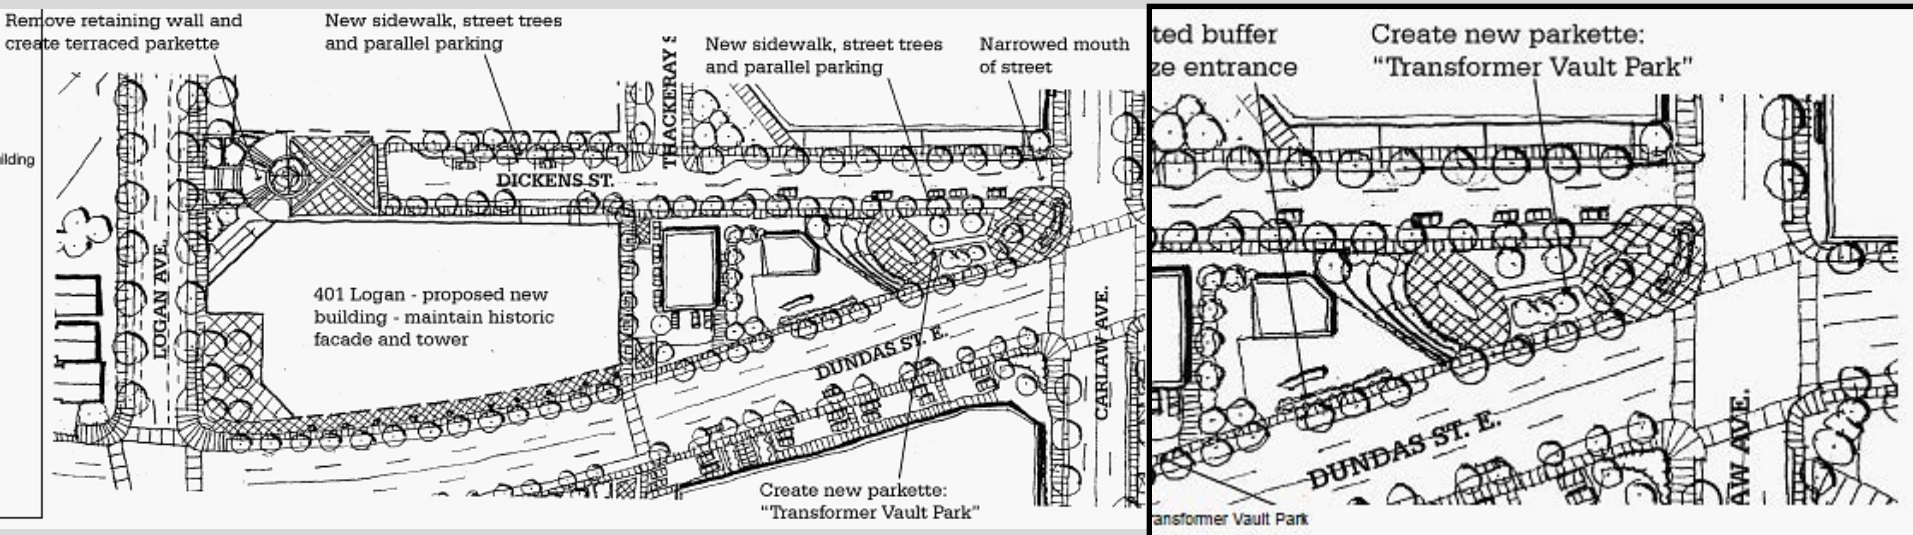 Remove retaining wall and
create terraced parkette
New sidewalk, street trees
and parallel parking
THACKERAY S
New sidewalk, street trees
and parallel parking
Narrowed mouth
of street
ilding
DICKENS ST.
LOGAN AVE.
401 Logan - proposed new
building - maintain historic
facade and tower
DUNDAS ST. E.
CARLAW AVE.
Create new parkette:
“Transformer Vault Park”
ted buffer
ze entrance
Create new parkette:
“Transformer Vault Park”
DUNDAS ST. E.
AW AVE.
ansformer Vault Park